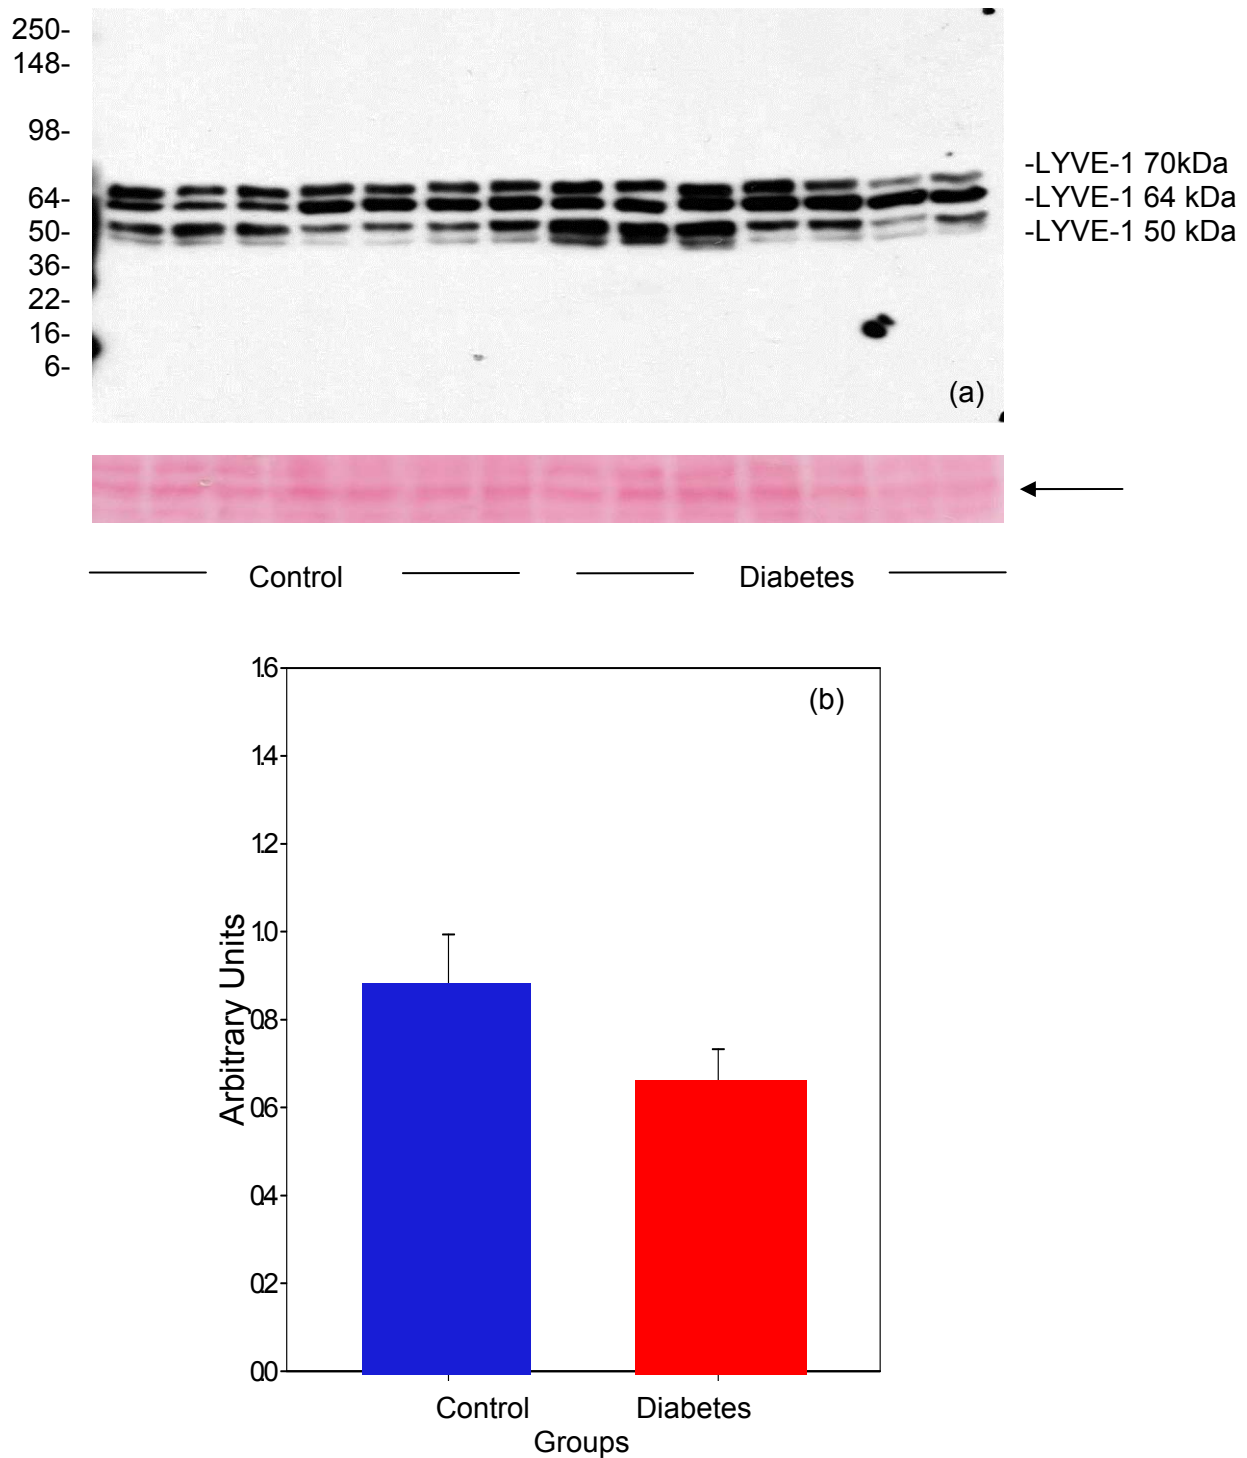 250-
148-
98-
64-
50-
36-
22-
16-
6-
-LYVE-1 70kDa
-LYVE-1 64 kDa
-LYVE-1 50 kDa
(a)
Control
Diabetes
(b)
1.6
1.4
1.2
1.0
0.8
0.6
0.4
0.2
0.0
Arbitrary Units
Control
Diabetes
Groups